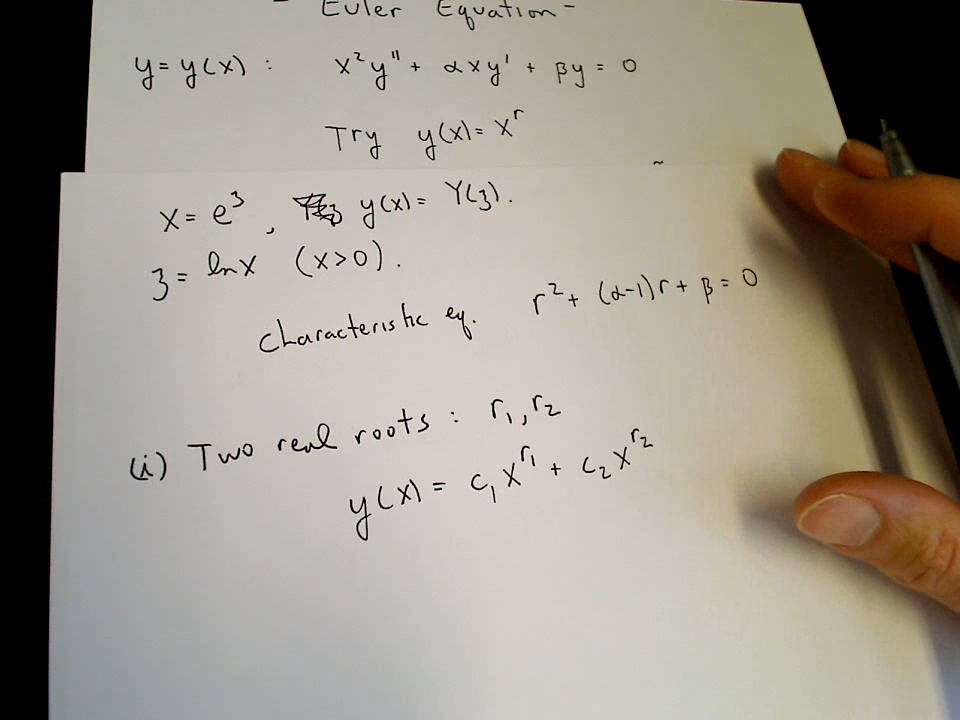 - Euler Equation -
y = y(x) : x²y'' + αxy' + βy = 0
Try y(x) = x^r
~
x = e^z, y(x) = Y(z).
z = ln x (x>0).
Characteristic eq. r² + (α-1)r + β = 0
(i) Two real roots : r₁, r₂
y(x) = c₁x^r₁ + c₂x^r₂